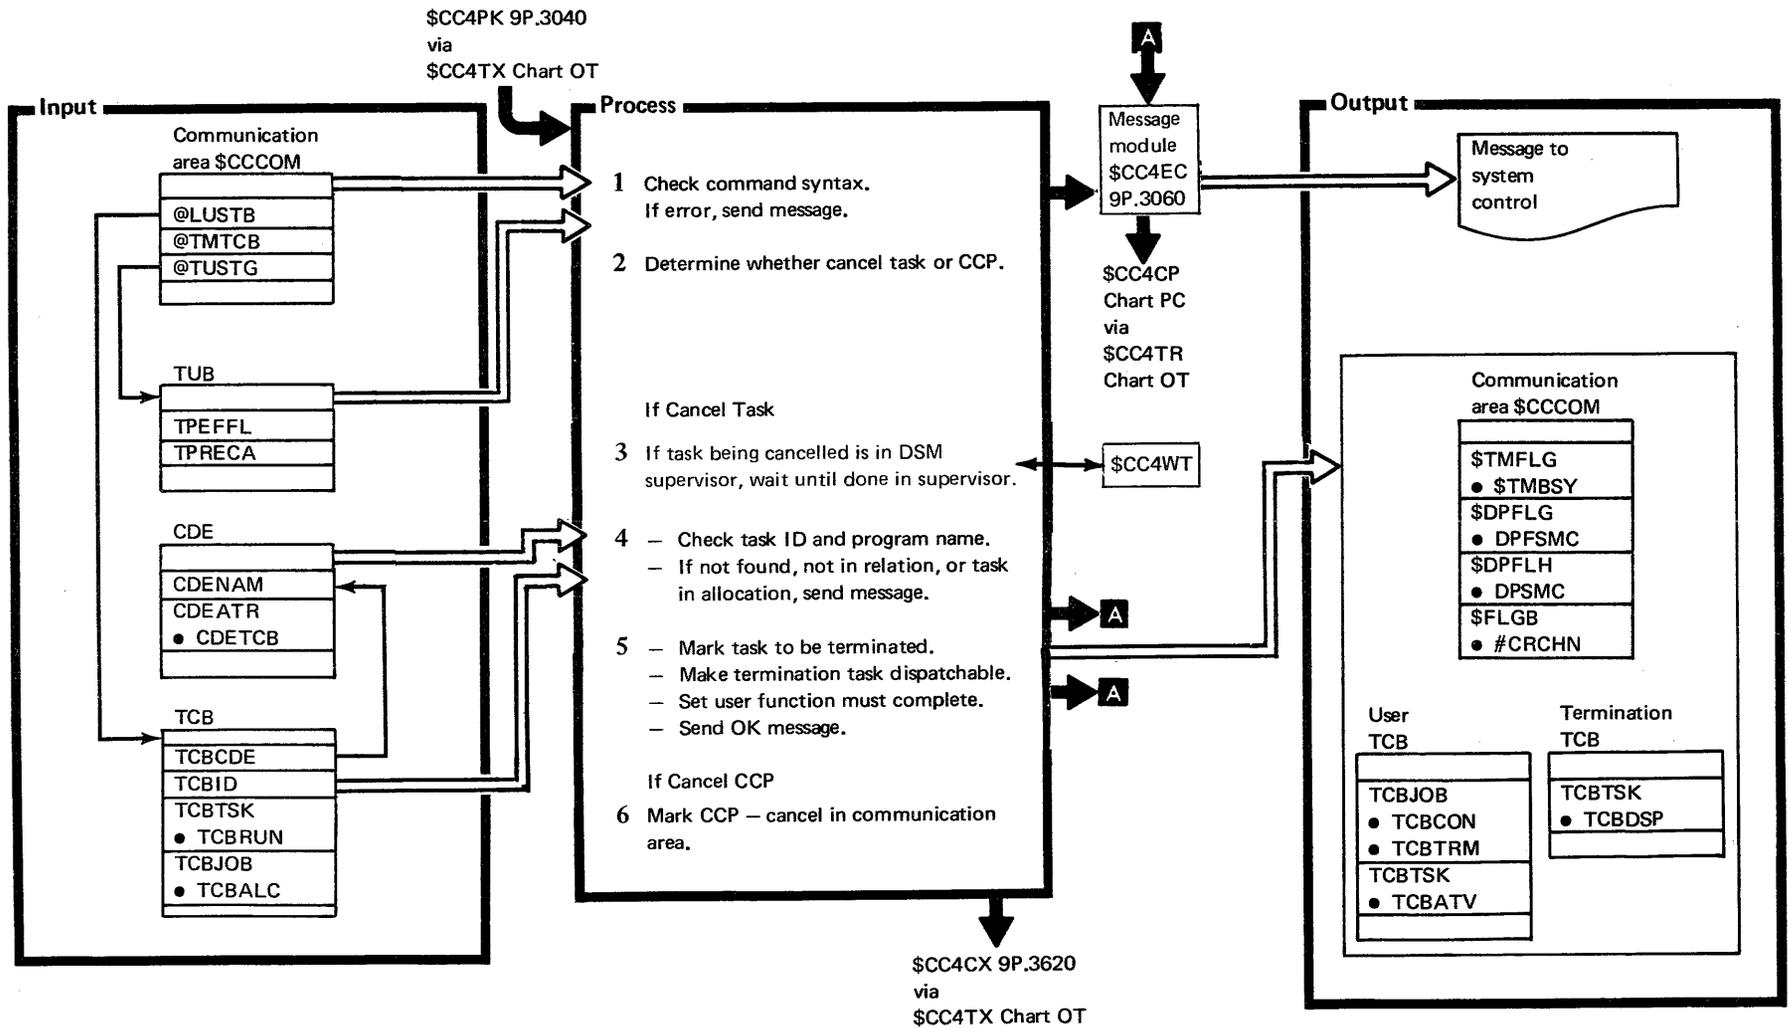 $CC4PK 9P.3040
via
$CC4TX Chart OT
Input
Communication
area $CCCOM
@LUSTB
@TMTCB
@TUSTG
TUB
TPEFFL
TPRECA
CDE
CDENAM
CDEATR
● CDETCB
TCB
TCBCDE
TCBID
TCBTSK
● TCBRUN
TCBJOB
● TCBALC
Process
1 Check command syntax.
If error, send message.
2 Determine whether cancel task or CCP.
If Cancel Task
3 If task being cancelled is in DSM
supervisor, wait until done in supervisor.
4 – Check task ID and program name.
– If not found, not in relation, or task
in allocation, send message.
5 – Mark task to be terminated.
– Make termination task dispatchable.
– Set user function must complete.
– Send OK message.
If Cancel CCP
6 Mark CCP – cancel in communication
area.
$CC4CX 9P.3620
via
$CC4TX Chart OT
A
Message
module
$CC4EC
9P.3060
$CC4CP
Chart PC
via
$CC4TR
Chart OT
$CC4WT
A
A
Output
Message to
system
control
Communication
area $CCCOM
$TMFLG
● $TMBSY
$DPFLG
● DPFSMC
$DPFLH
● DPSMC
$FLGB
● #CRCHN
User
TCB
TCBJOB
● TCBCON
● TCBTRM
TCBTSK
● TCBATV
Termination
TCB
TCBTSK
● TCBDSP